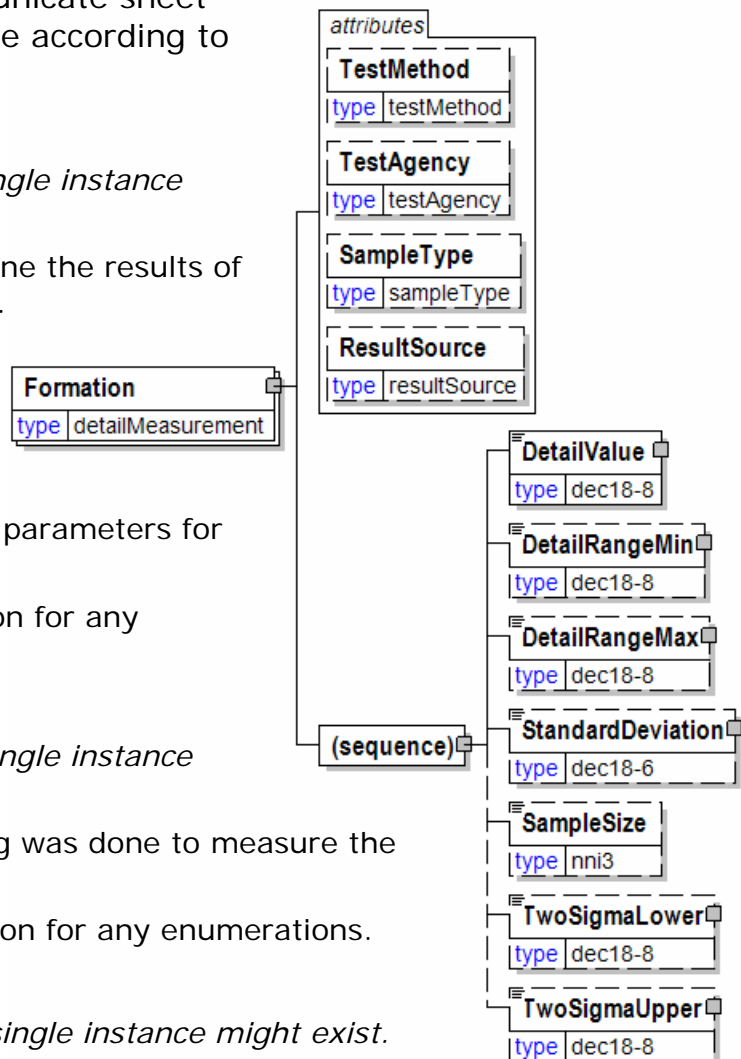 unicate sheet
e according to
ngle instance
ne the results of
.
parameters for
on for any
ngle instance
g was done to measure the
on for any enumerations.
single instance might exist.
Formation
type detailMeasurement
attributes
TestMethod
type testMethod
TestAgency
type testAgency
SampleType
type sampleType
ResultSource
type resultSource
(sequence)
DetailValue
type dec18-8
DetailRangeMin
type dec18-8
DetailRangeMax
type dec18-8
StandardDeviation
type dec18-6
SampleSize
type nni3
TwoSigmaLower
type dec18-8
TwoSigmaUpper
type dec18-8